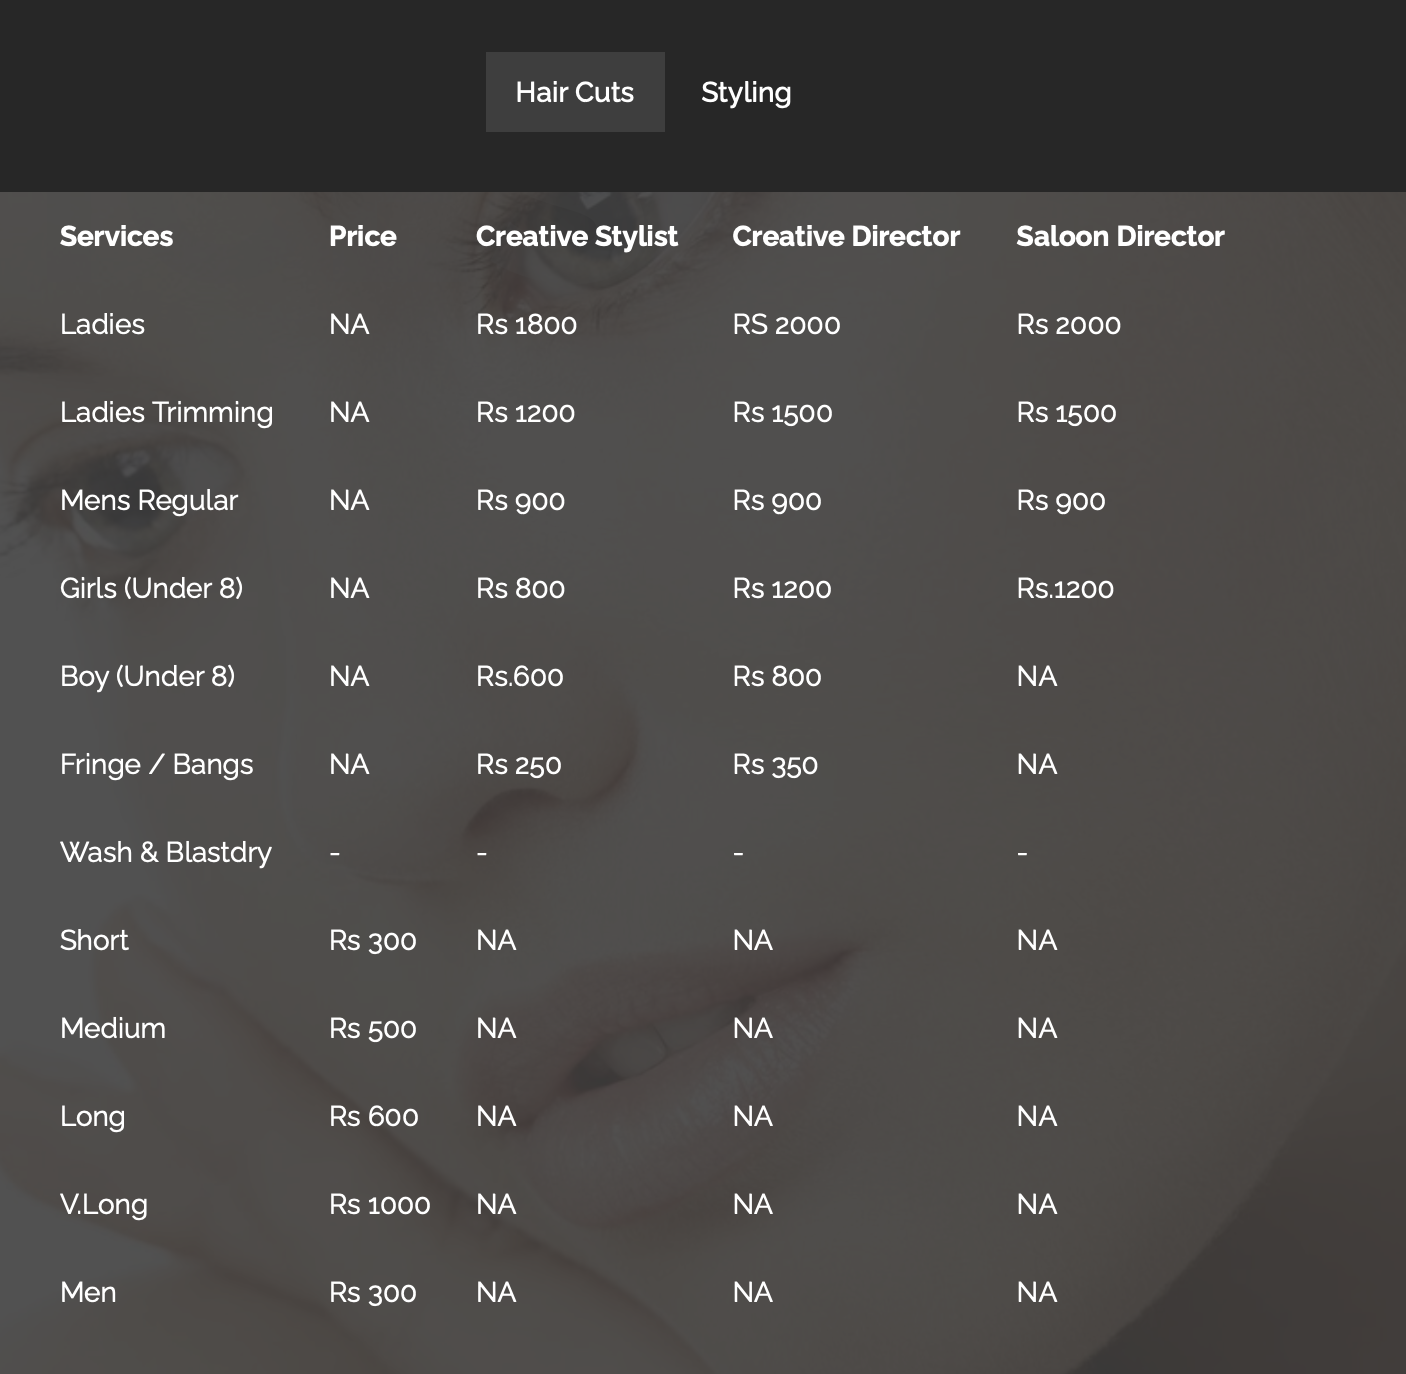 Hair Cuts Styling
Services Price Creative Stylist Creative Director Saloon Director
Ladies NA Rs 1800 RS 2000 Rs 2000
Ladies Trimming NA Rs 1200 Rs 1500 Rs 1500
Mens Regular NA Rs 900 Rs 900 Rs 900
Girls (Under 8) NA Rs 800 Rs 1200 Rs.1200
Boy (Under 8) NA Rs.600 Rs 800 NA
Fringe / Bangs NA Rs 250 Rs 350 NA
Wash & Blastdry - - - -
Short Rs 300 NA NA NA
Medium Rs 500 NA NA NA
Long Rs 600 NA NA NA
V.Long Rs 1000 NA NA NA
Men Rs 300 NA NA NA